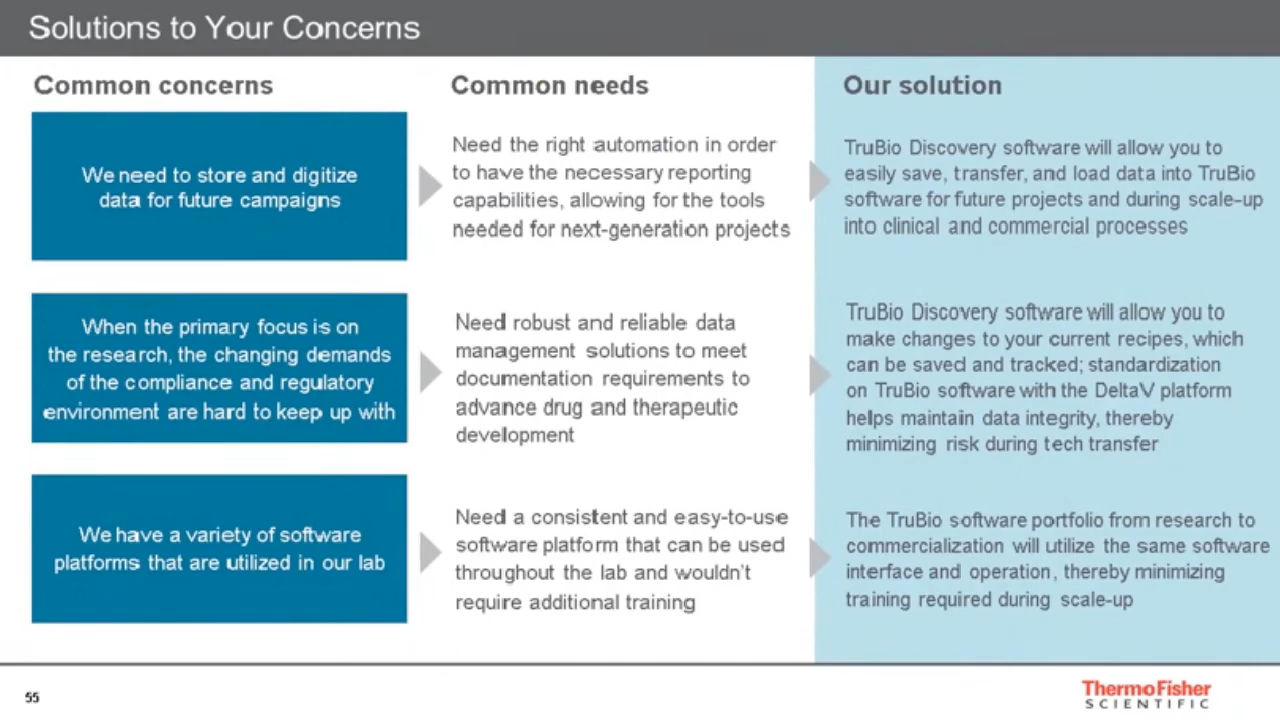 Solutions to Your Concerns
Common concerns
Common needs
Our solution
We need to store and digitize
data for future campaigns
Need the right automation in order
to have the necessary reporting
capabilities, allowing for the tools
needed for next-generation projects
TruBio Discovery software will allow you to
easily save, transfer, and load data into TruBio
software for future projects and during scale-up
into clinical and commercial processes
When the primary focus is on
the research, the changing demands
of the compliance and regulatory
environment are hard to keep up with
Need robust and reliable data
management solutions to meet
documentation requirements to
advance drug and therapeutic
development
TruBio Discovery software will allow you to
make changes to your current recipes, which
can be saved and tracked; standardization
on TruBio software with the DeltaV platform
helps maintain data integrity, thereby
minimizing risk during tech transfer
We have a variety of software
platforms that are utilized in our lab
Need a consistent and easy-to-use
software platform that can be used
throughout the lab and wouldn't
require additional training
The TruBio software portfolio from research to
commercialization will utilize the same software
interface and operation, thereby minimizing
training required during scale-up
55
ThermoFisher
SCIENTIFIC